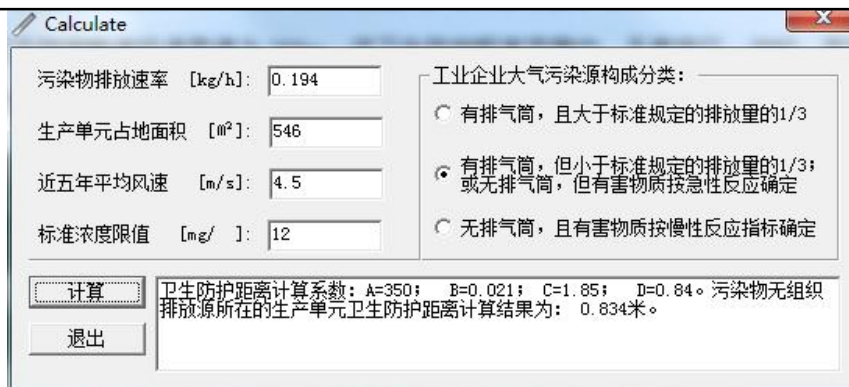 Calculate
污染物排放速率 [kg/h]: 0.194
生产单元占地面积 [m²]: 546
近五年平均风速 [m/s]: 4.5
标准浓度限值 [mg/ ]: 12
工业企业大气污染源构成分类:
有排气筒，且大于标准规定的排放量的1/3
有排气筒，但小于标准规定的排放量的1/3；
或无排气筒，但有害物质按急性反应确定
无排气筒，且有害物质按慢性反应指标确定
计算
退出
卫生防护距离计算系数: A=350; B=0.021; C=1.85; D=0.84。污染物无组织
排放源所在的生产单元卫生防护距离计算结果为: 0.834米。